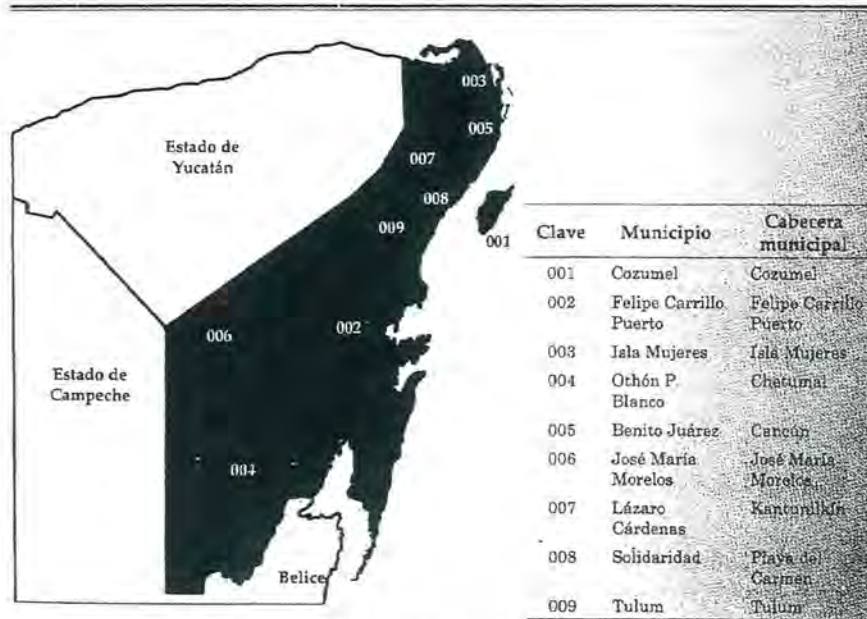 003
005
Estado de
Yucatán
007
008
009
001
006
002
Estado de
Campeche
004
Belice
Clave Municipio Cabecera
municipal
001 Cozumel Cozumel
002 Felipe Carrillo Felipe Carrillo
Puerto Puerto
003 Isla Mujeres Isla Mujeres
004 Othón P. Chetumal
Blanco
005 Benito Juárez Cancún
006 José María José María
Morelos Morelos
007 Lázaro Kantunilkín
Cárdenas
008 Solidaridad Playa del
Carmen
009 Tulum Tulum